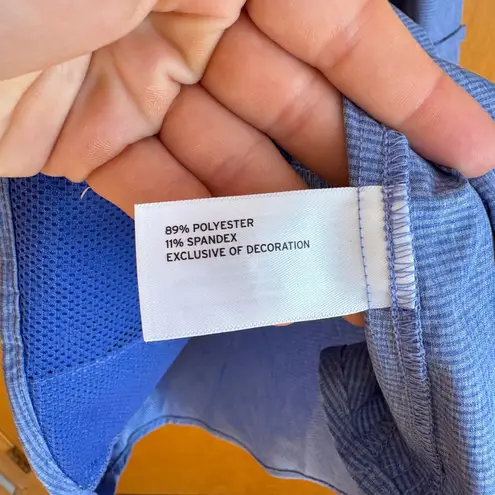 89% POLYESTER
11% SPANDEX
EXCLUSIVE OF DECORATION